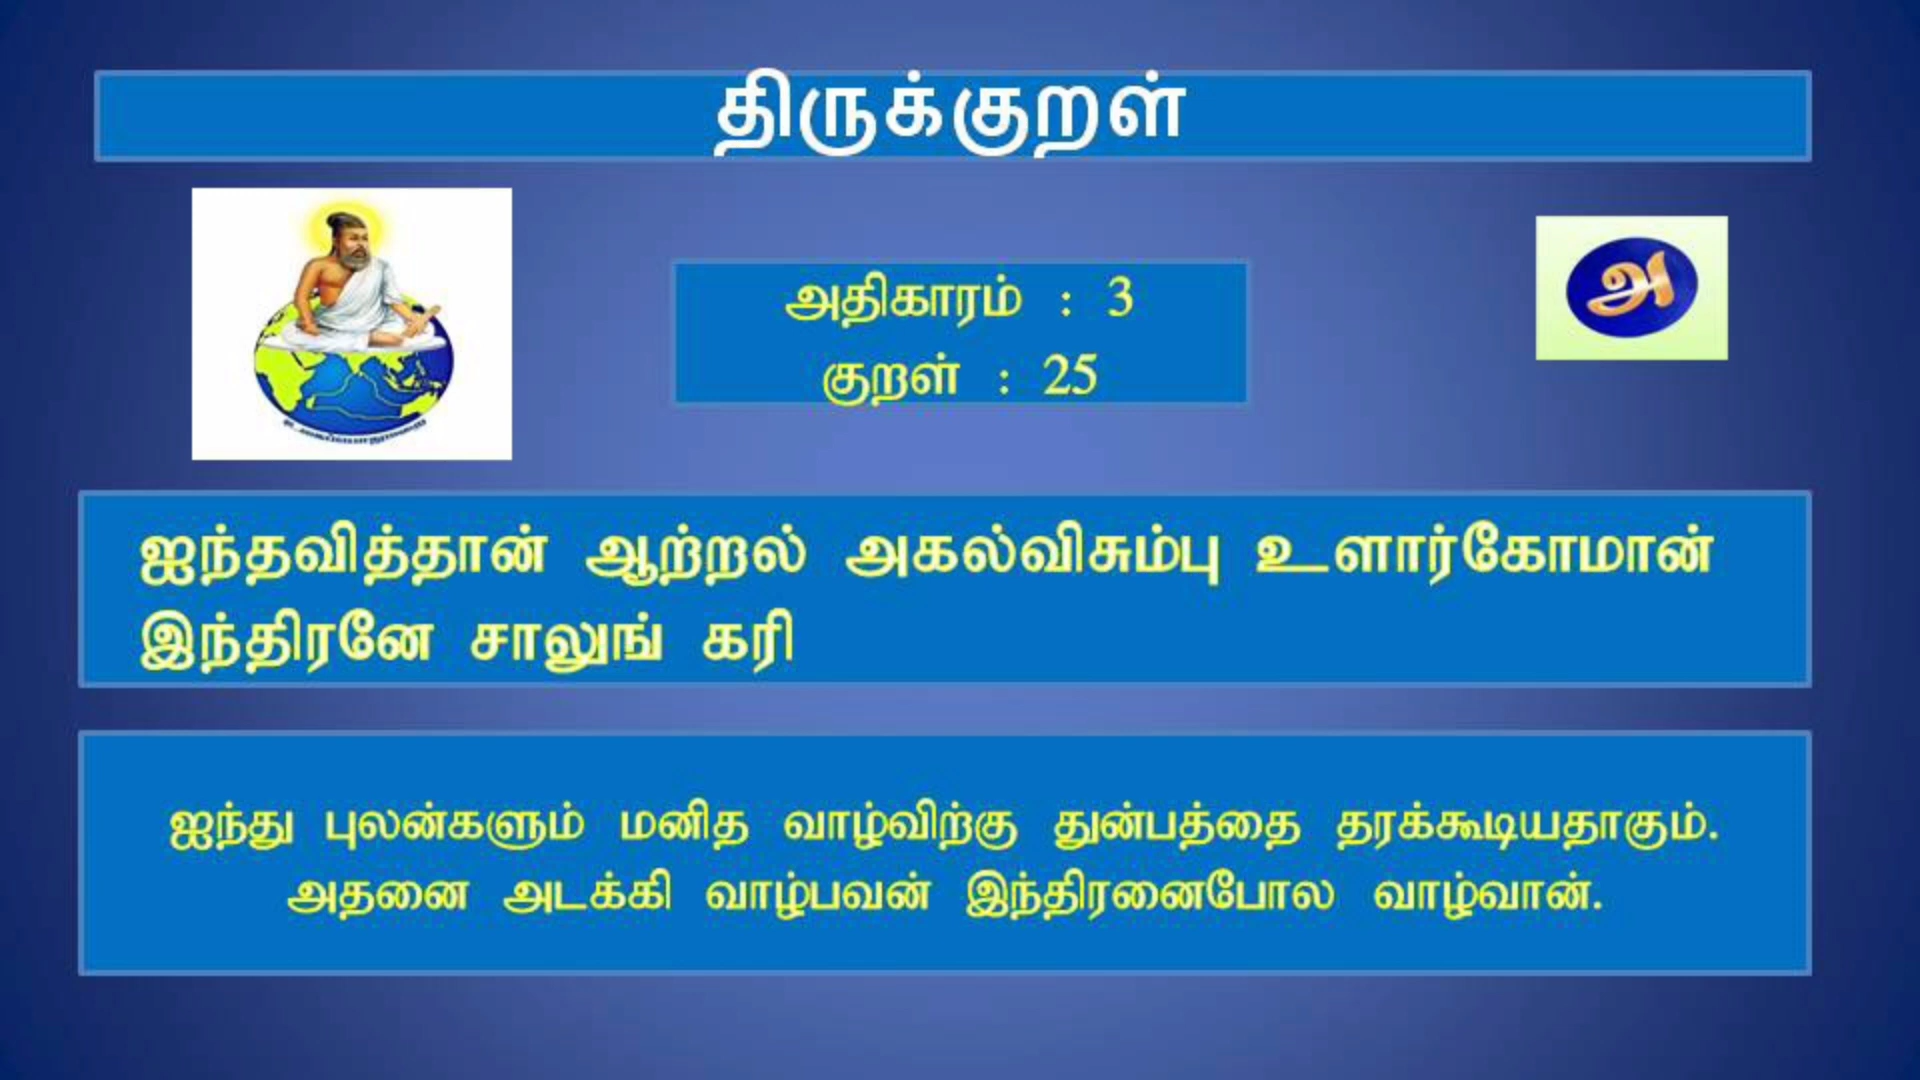 திருக்குறள்
அதிகாரம் : 3
குறள் : 25
அ
ஐந்தவித்தான் ஆற்றல் அகல்விசும்பு உளார்கோமான்
இந்திரனே சாலுங் கரி
ஐந்து புலன்களும் மனித வாழ்விற்கு துன்பத்தை தரக்கூடியதாகும்.
அதனை அடக்கி வாழ்பவன் இந்திரனைபோல வாழ்வான்.